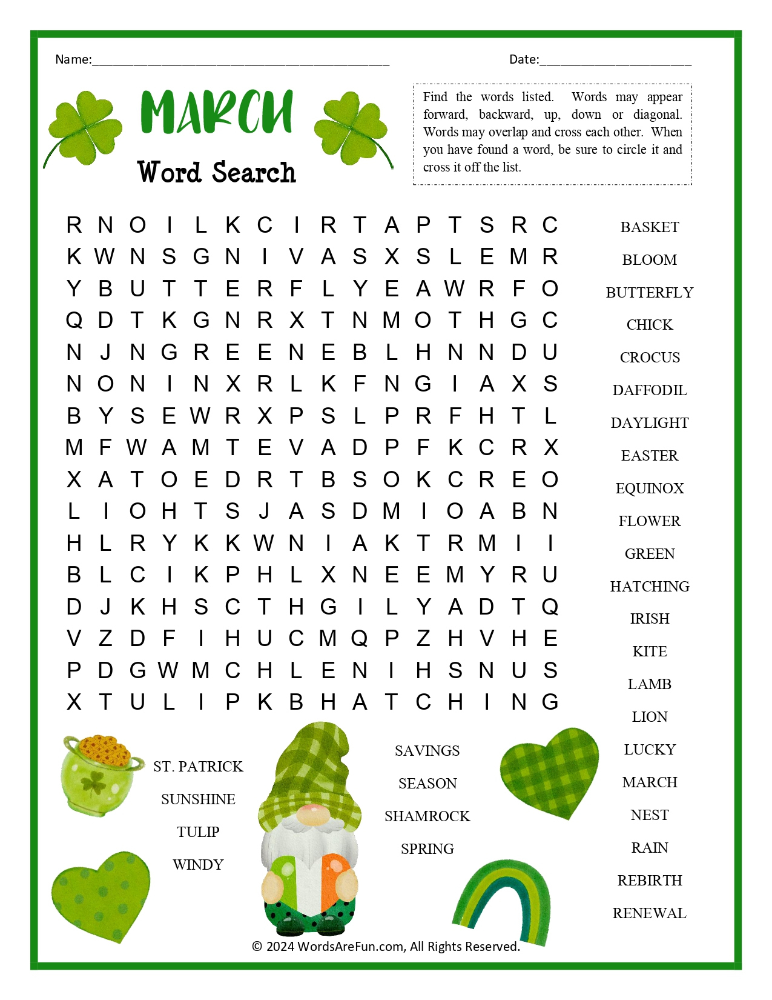 Name:__________________________________________ Date:_____________________
MARCH
Word Search
Find the words listed. Words may appear
forward, backward, up, down or diagonal.
Words may overlap and cross each other. When
you have found a word, be sure to circle it and
cross it off the list.
R N O I L K C I R T A P T S R C
K W N S G N I V A S X S L E M R
Y B U T T E R F L Y E A W R F O
Q D T K G N R X T N M O T H G C
N J N G R E E N E B L H N N D U
N O N I N X R L K F N G I A X S
B Y S E W R X P S L P R F H T L
M F W A M T E V A D P F K C R X
X A T O E D R T B S O K C R E O
L I O H T S J A S D M I O A B N
H L R Y K K W N I A K T R M I I
B L C I K P H L X N E E M Y R U
D J K H S C T H G I L Y A D T Q
V Z D F I H U C M Q P Z H V H E
P D G W M C H L E N I H S N U S
X T U L I P K B H A T C H I N G
BASKET
BLOOM
BUTTERFLY
CHICK
CROCUS
DAFFODIL
DAYLIGHT
EASTER
EQUINOX
FLOWER
GREEN
HATCHING
IRISH
KITE
LAMB
LION
LUCKY
MARCH
NEST
RAIN
REBIRTH
RENEWAL
SAVINGS
SEASON
SHAMROCK
SPRING
ST. PATRICK
SUNSHINE
TULIP
WINDY
© 2024 WordsAreFun.com, All Rights Reserved.